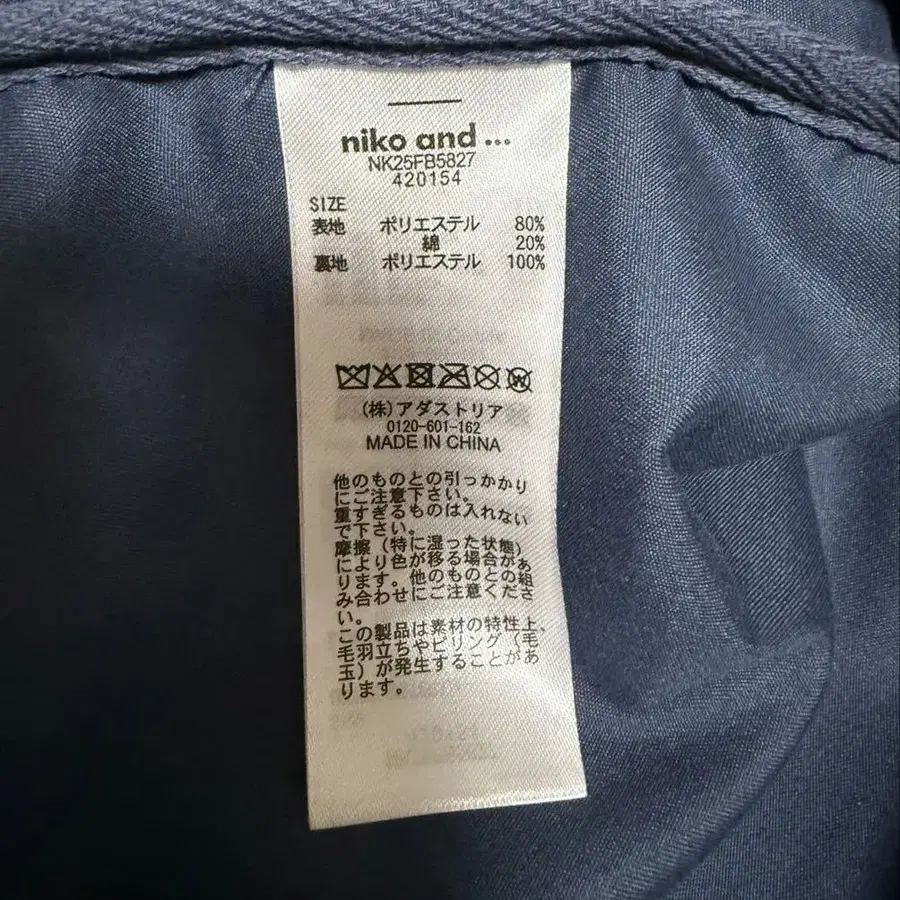 niko and ...
NK25FB5827
420154
SIZE
表地 ポリエステル 80%
綿 20%
裏地 ポリエステル 100%
(株)アダストリア
0120-601-162
MADE IN CHINA
他のものとの引っかかり
にご注意下さい。
重すぎるものは入れない
で下さい。
摩擦(特に湿った状態)
により色が移る場合があ
ります。他のものとの組
み合わせにご注意くださ
い。
この製品は素材の特性上、
毛羽立ちやピリング(毛
玉)が発生することがあ
ります。